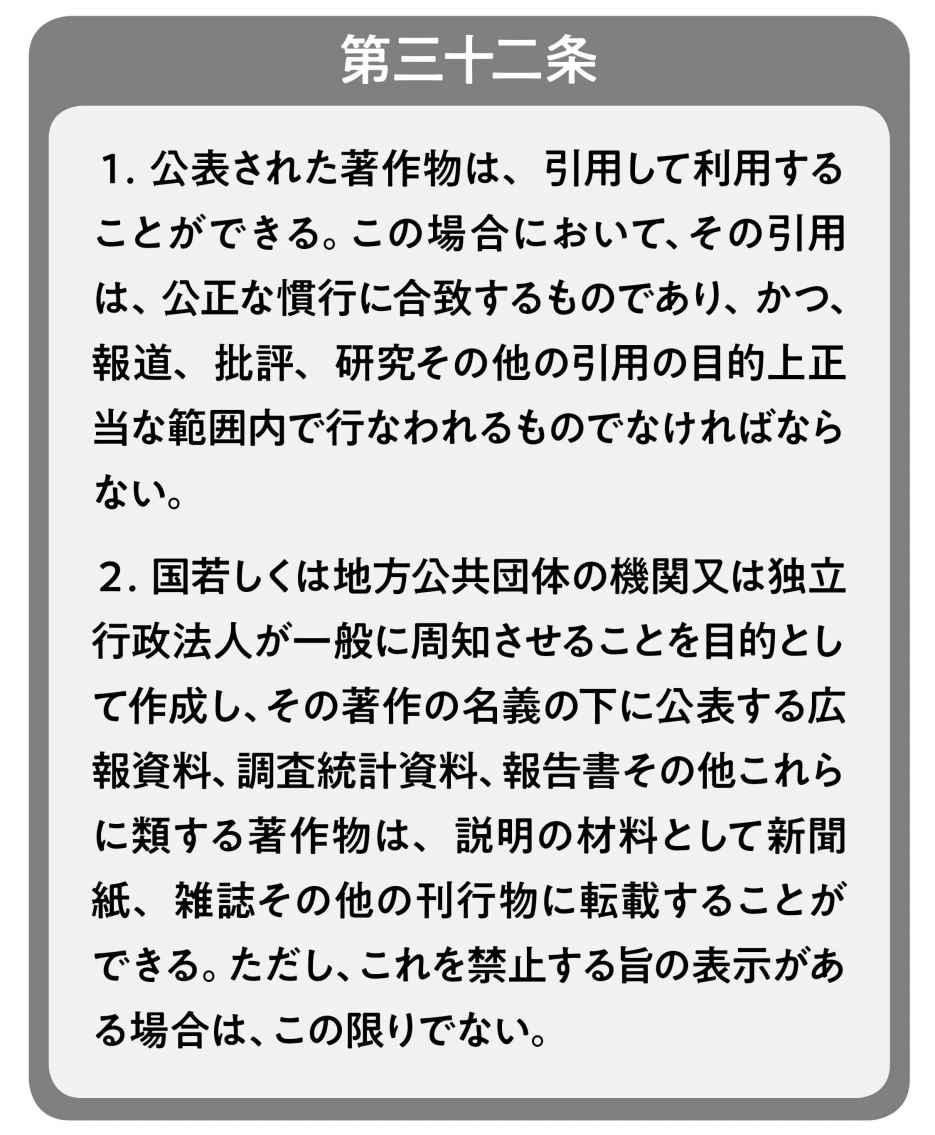 第三十二条
1. 公表された著作物は、引用して利用する
ことができる。この場合において、その引用
は、公正な慣行に合致するものであり、かつ、
報道、批評、研究その他の引用の目的上正
当な範囲内で行なわれるものでなければなら
ない。
2. 国若しくは地方公共団体の機関又は独立
行政法人が一般に周知させることを目的とし
て作成し、その著作の名義の下に公表する広
報資料、調査統計資料、報告書その他これら
に類する著作物は、説明の材料として新聞
紙、雑誌その他の刊行物に転載することが
できる。ただし、これを禁止する旨の表示があ
る場合は、この限りでない。